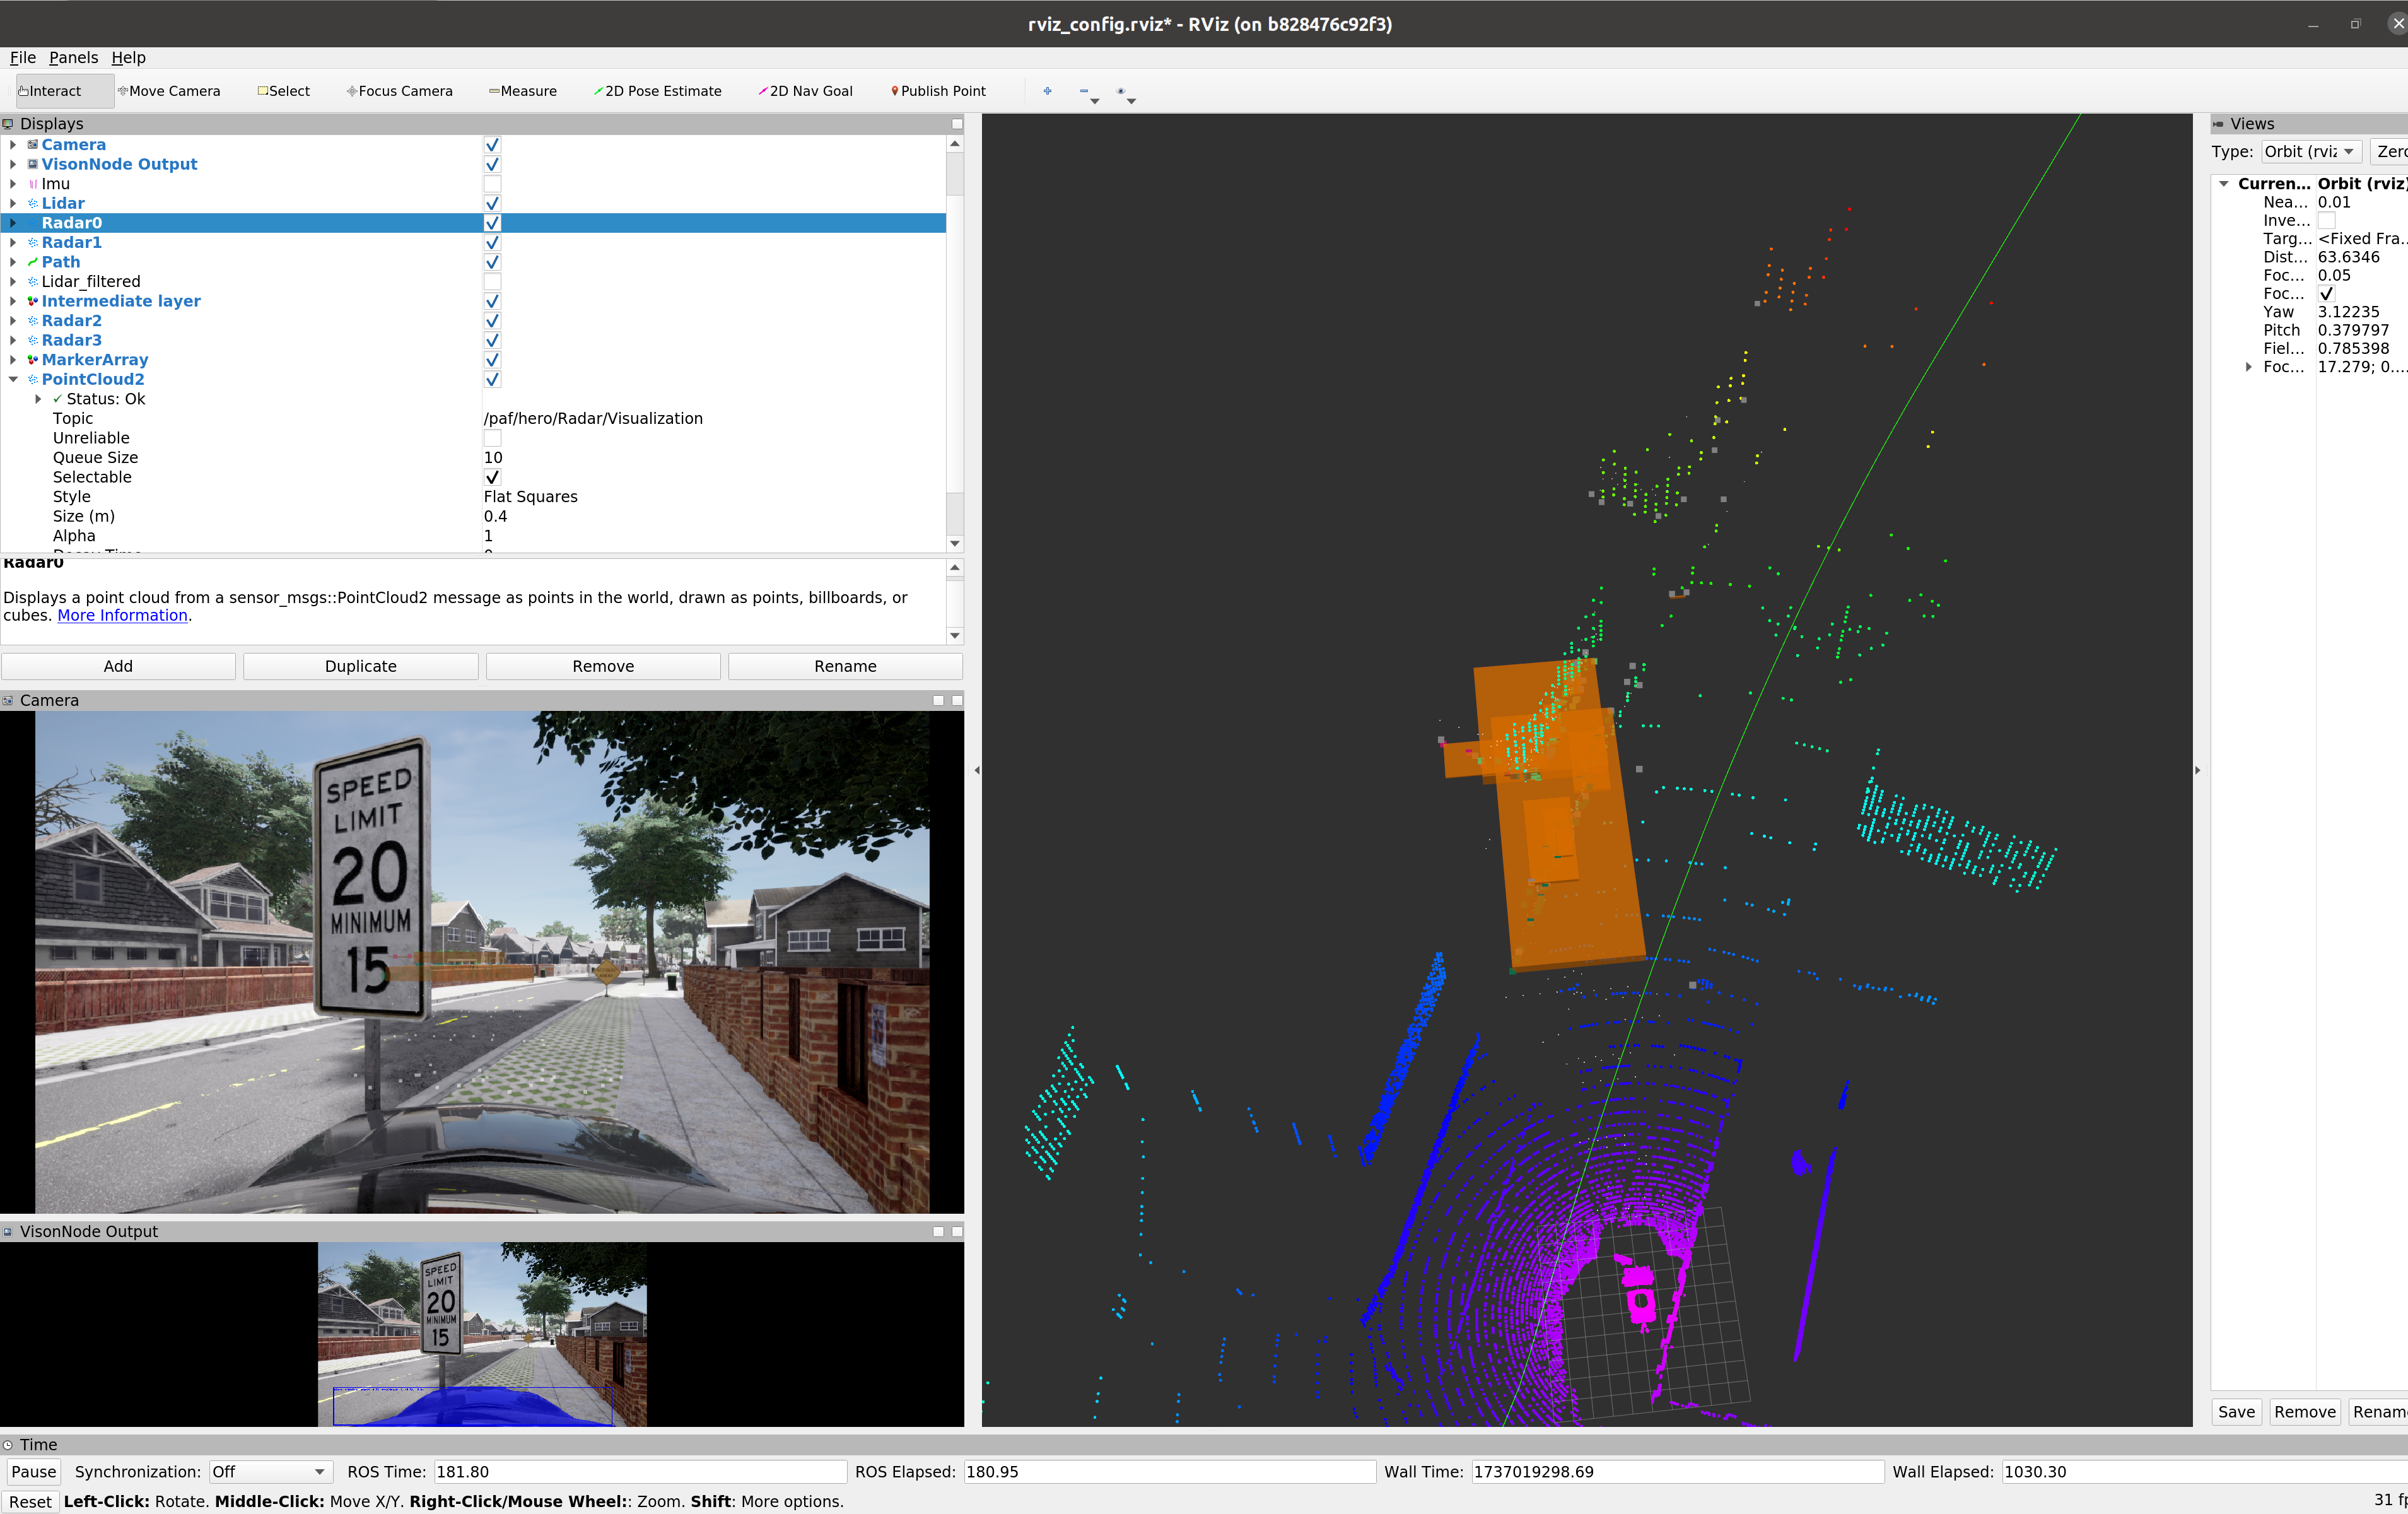 rviz_config.rviz* - RViz (on b828476c92f3)
File Panels Help
Interact Move Camera Select Focus Camera Measure 2D Pose Estimate 2D Nav Goal Publish Point
Displays
Camera
VisonNode Output
Imu
Lidar
Radar0
Radar1
Path
Lidar_filtered
Intermediate layer
Radar2
Radar3
MarkerArray
PointCloud2
Status: Ok
Topic /paf/hero/Radar/Visualization
Unreliable
Queue Size 10
Selectable
Style Flat Squares
Size (m) 0.4
Alpha 1
Radar0
Displays a point cloud from a sensor_msgs::PointCloud2 message as points in the world, drawn as points, billboards, or
cubes. More Information.
Add Duplicate Remove Rename
Camera
SPEED
LIMIT
20
MINIMUM
15
VisonNode Output
SPEED
LIMIT
20
MINIMUM
15
Views
Type: Orbit (rviz Zero
Curren... Orbit (rviz)
Nea... 0.01
Inve...
Targ... <Fixed Fra...
Dist... 63.6346
Foc... 0.05
Foc...
Yaw 3.12235
Pitch 0.379797
Fiel... 0.785398
Foc... 17.279; 0....
Save Remove Renam
Time
Pause Synchronization: Off ROS Time: 181.80 ROS Elapsed: 180.95 Wall Time: 1737019298.69 Wall Elapsed: 1030.30
Reset Left-Click: Rotate. Middle-Click: Move X/Y. Right-Click/Mouse Wheel:: Zoom. Shift: More options. 31 fp